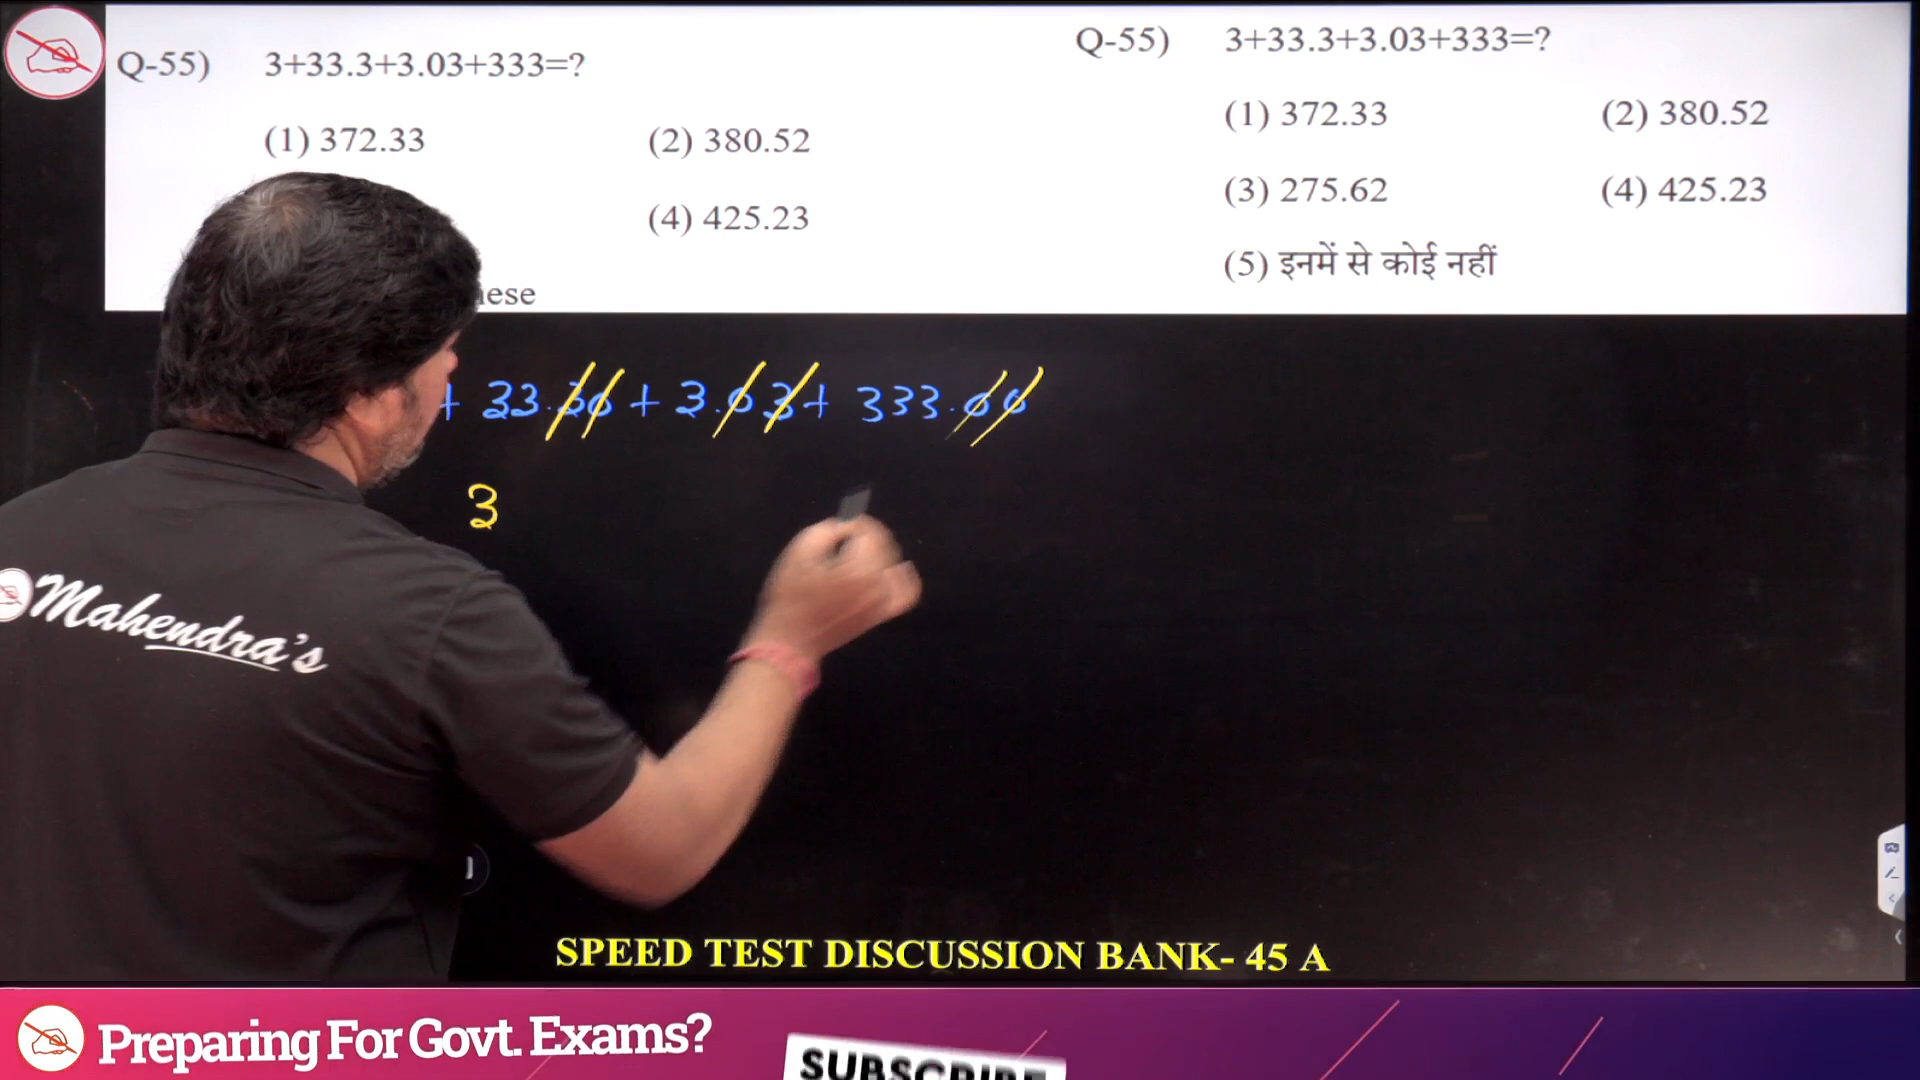 Q-55) 3+33.3+3.03+333=?
(1) 372.33 (2) 380.52
(4) 425.23
hese
Q-55) 3+33.3+3.03+333=?
(1) 372.33 (2) 380.52
(3) 275.62 (4) 425.23
(5) इनमें से कोई नहीं
+ 33.30 + 3.03 + 333.00
3
Mahendra's
SPEED TEST DISCUSSION BANK- 45 A
Preparing For Govt. Exams?
SUBSCRIBE